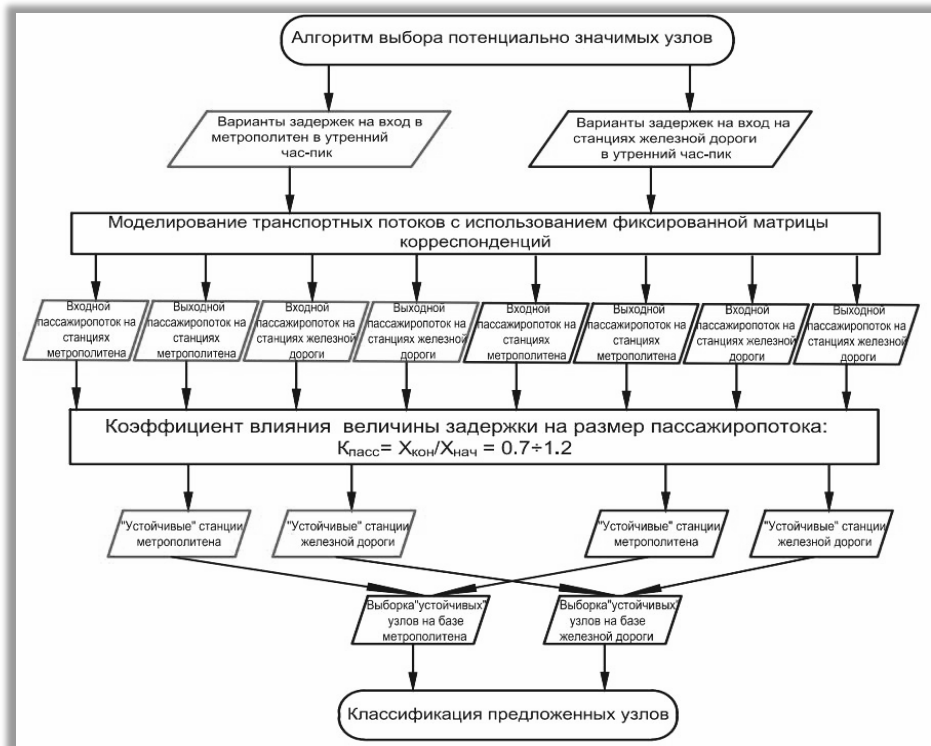 Алгоритм выбора потенциально значимых узлов
Варианты задержек на вход в
метрополитен в утренний
час-пик
Варианты задержек на вход на
станциях железной дороги
в утренний час-пик
Моделирование транспортных потоков с использованием фиксированной матрицы
корреспонденций
Входной
пассажиропоток на
станциях
метрополитена
Выходной
пассажиропоток на
станциях
метрополитена
Входной
пассажиропоток на
станциях железной
дороги
Выходной
пассажиропоток на
станциях железной
дороги
Входной
пассажиропоток на
станциях
метрополитена
Выходной
пассажиропоток на
станциях
метрополитена
Входной
пассажиропоток на
станциях железной
дороги
Выходной
пассажиропоток на
станциях железной
дороги
Коэффициент влияния величины задержки на размер пассажиропотока:
Kпасс= Xкон/Xнач = 0.7÷1.2
"Устойчивые" станции
метрополитена
"Устойчивые" станции
железной дороги
"Устойчивые" станции
метрополитена
"Устойчивые" станции
железной дороги
Выборка"устойчивых"
узлов на базе
метрополитена
Выборка"устойчивых"
узлов на базе
железной дороги
Классификация предложенных узлов